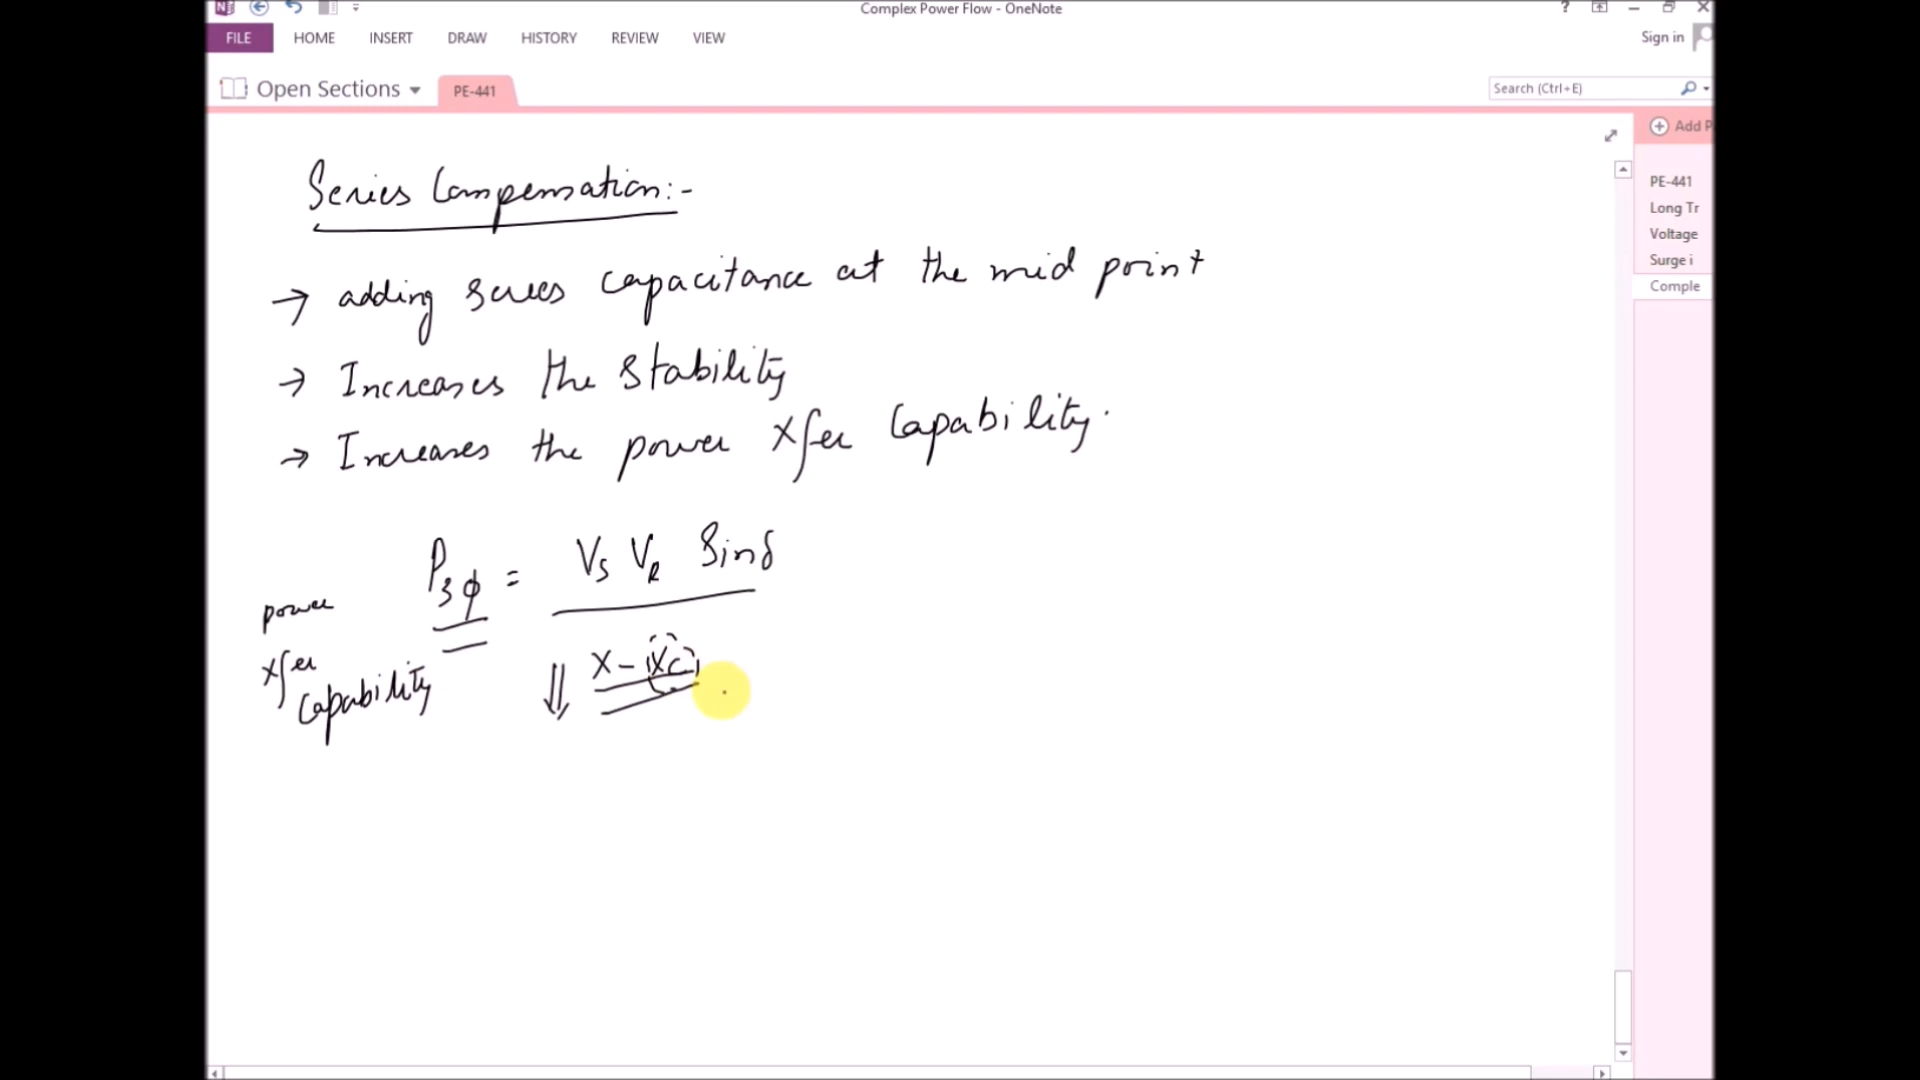 Complex Power Flow - OneNote
FILE HOME INSERT DRAW HISTORY REVIEW VIEW
Sign in
Open Sections
PE-441
Search (Ctrl+E)
Add P
PE-441
Long Tr
Voltage
Surge i
Comple
Series Compensation:-
→ adding series capacitance at the mid point
→ Increases the Stability
→ Increases the power Xfer Capability.
P3ϕ = Vs VR Sinδ
X - (Xc)
power
Xfer
Capability